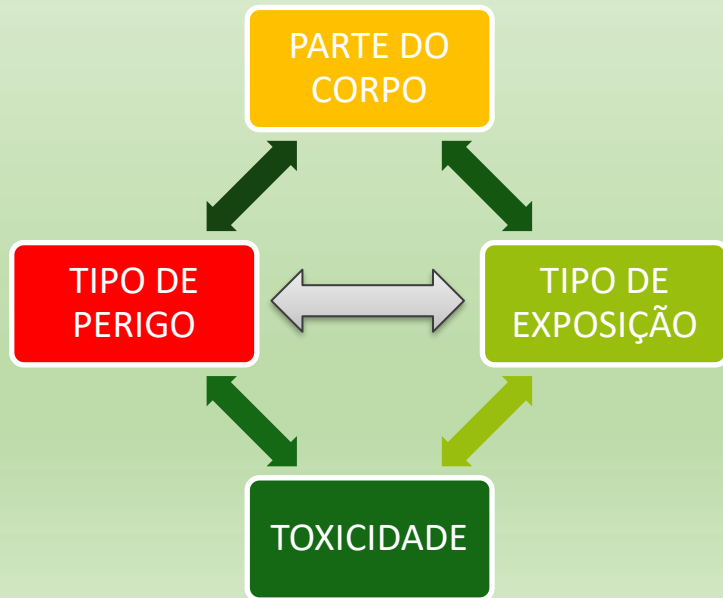 PARTE DO
CORPO
TIPO DE
PERIGO
TIPO DE
EXPOSIÇÃO
TOXICIDADE